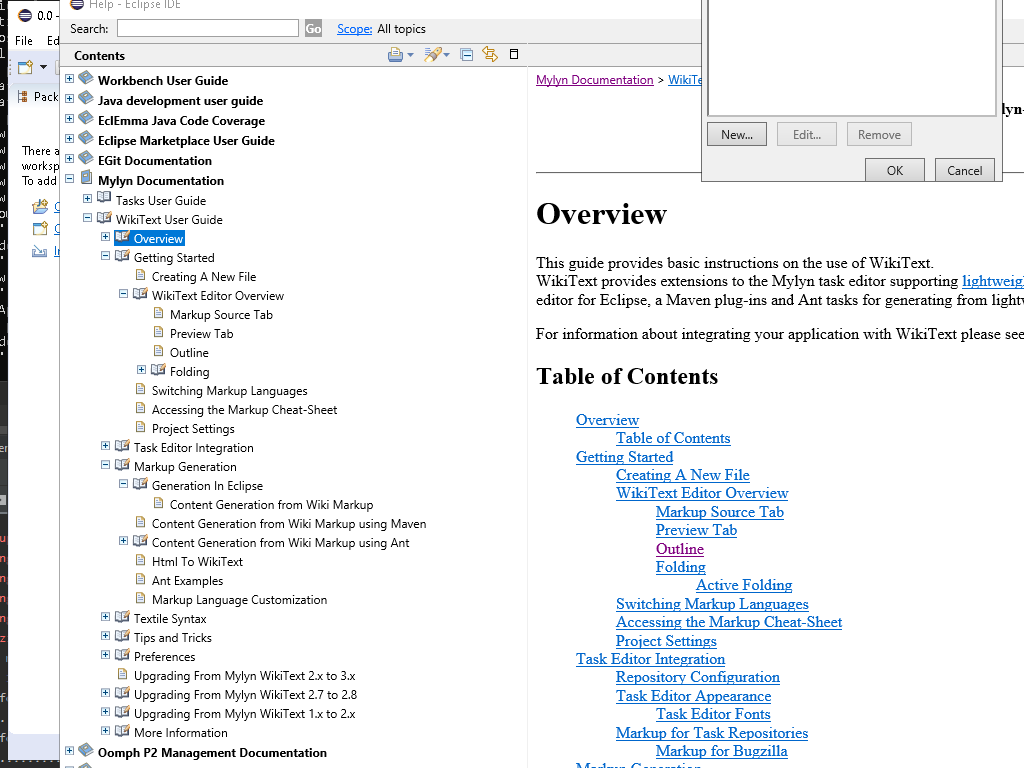 Help - Eclipse IDE
0.0 -
File
Search:
Go
Scope:
All topics
Contents
Pack
There a
worksp
To add
Workbench User Guide
Java development user guide
EclEmma Java Code Coverage
Eclipse Marketplace User Guide
EGit Documentation
Mylyn Documentation
Tasks User Guide
WikiText User Guide
Overview
Getting Started
Creating A New File
WikiText Editor Overview
Markup Source Tab
Preview Tab
Outline
Folding
Switching Markup Languages
Accessing the Markup Cheat-Sheet
Project Settings
Task Editor Integration
Markup Generation
Generation In Eclipse
Content Generation from Wiki Markup
Content Generation from Wiki Markup using Maven
Content Generation from Wiki Markup using Ant
Html To WikiText
Ant Examples
Markup Language Customization
Textile Syntax
Tips and Tricks
Preferences
Upgrading From Mylyn WikiText 2.x to 3.x
Upgrading From Mylyn WikiText 2.7 to 2.8
Upgrading From Mylyn WikiText 1.x to 2.x
More Information
Oomph P2 Management Documentation
Mylyn Documentation > WikiTe
New...
Edit...
Remove
OK
Cancel
Overview
This guide provides basic instructions on the use of WikiText.
WikiText provides extensions to the Mylyn task editor supporting lightweigh
editor for Eclipse, a Maven plug-ins and Ant tasks for generating from lightw
For information about integrating your application with WikiText please see
Table of Contents
Overview
Table of Contents
Getting Started
Creating A New File
WikiText Editor Overview
Markup Source Tab
Preview Tab
Outline
Folding
Active Folding
Switching Markup Languages
Accessing the Markup Cheat-Sheet
Project Settings
Task Editor Integration
Repository Configuration
Task Editor Appearance
Task Editor Fonts
Markup for Task Repositories
Markup for Bugzilla
Markup Generation